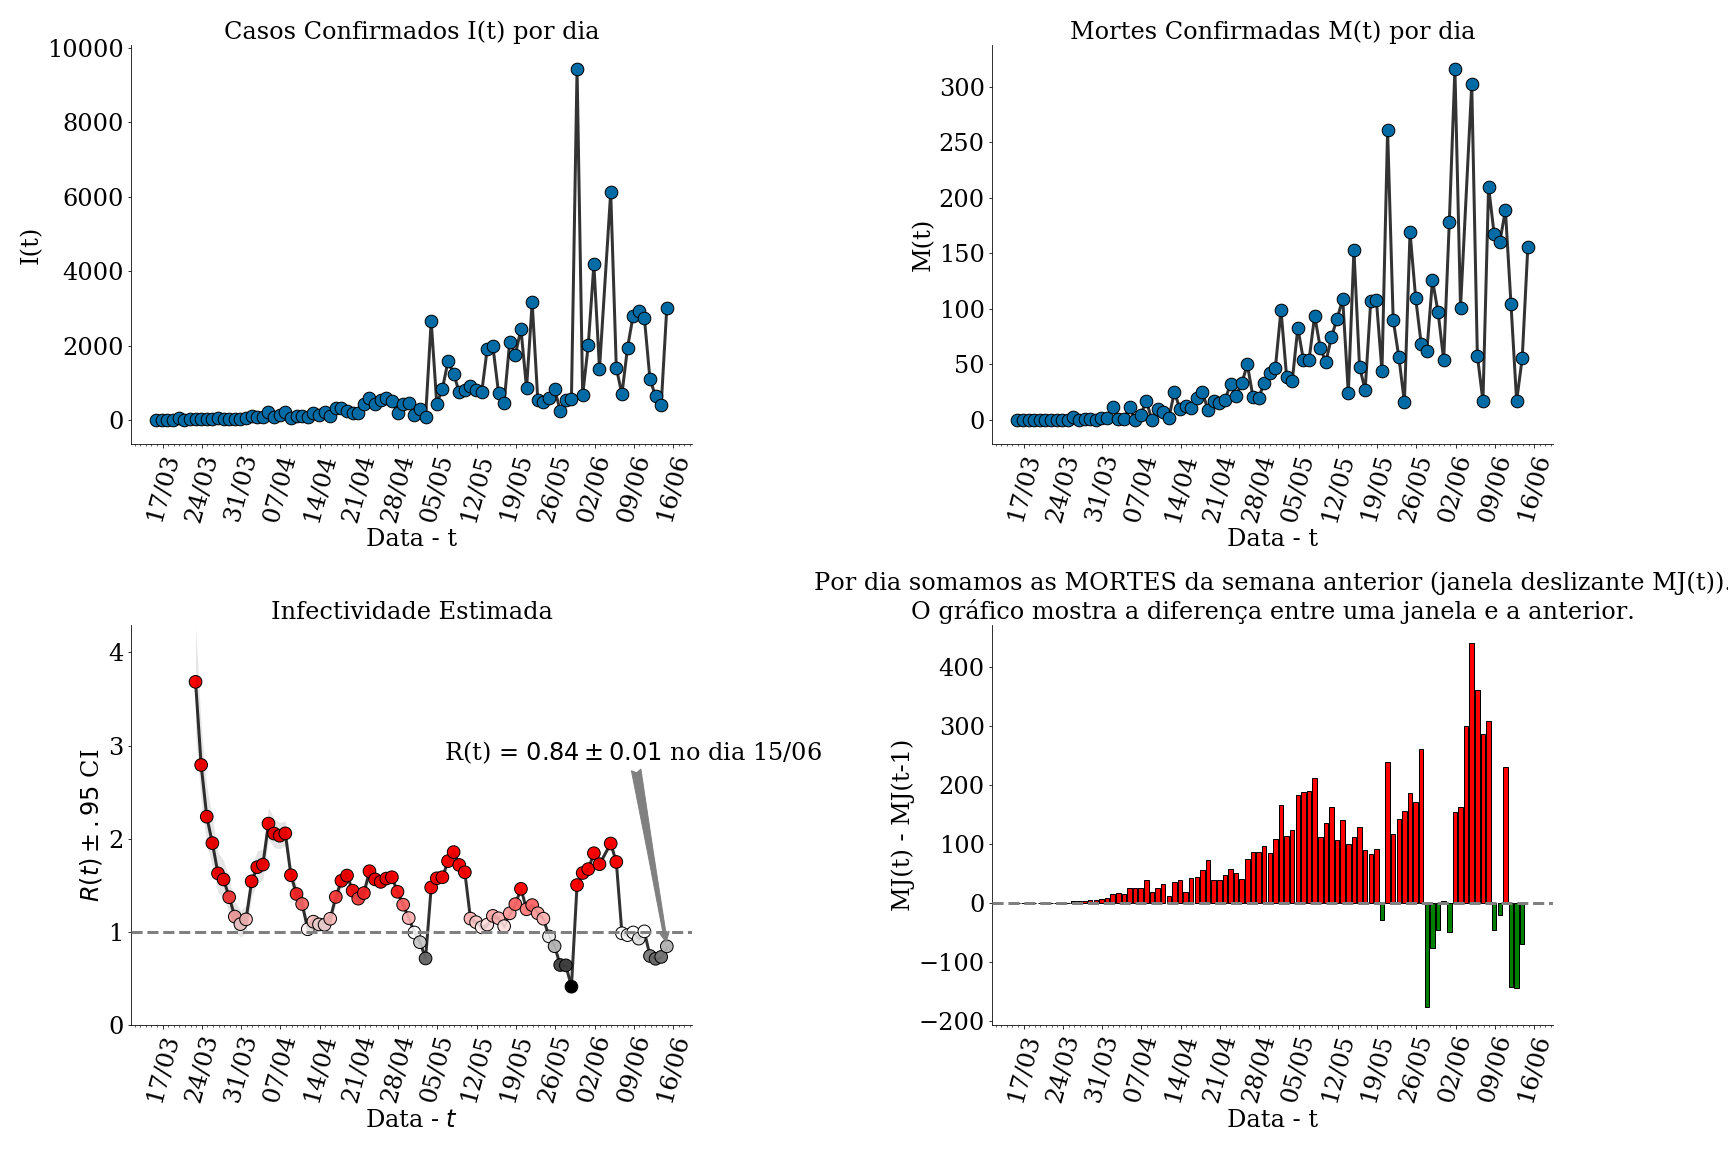 Casos Confirmados I(t) por dia
I(t)
10000
8000
6000
4000
2000
0
17/03 24/03 31/03 07/04 14/04 21/04 28/04 05/05 12/05 19/05 26/05 02/06 09/06 16/06
Data - t
Mortes Confirmadas M(t) por dia
M(t)
300
250
200
150
100
50
0
17/03 24/03 31/03 07/04 14/04 21/04 28/04 05/05 12/05 19/05 26/05 02/06 09/06 16/06
Data - t
Infectividade Estimada
R(t) ± .95 CI
4
3
2
1
0
R(t) = 0.84 ± 0.01 no dia 15/06
17/03 24/03 31/03 07/04 14/04 21/04 28/04 05/05 12/05 19/05 26/05 02/06 09/06 16/06
Data - t
Por dia somamos as MORTES da semana anterior (janela deslizante MJ(t)).
O gráfico mostra a diferença entre uma janela e a anterior.
MJ(t) - MJ(t-1)
400
300
200
100
0
−100
−200
17/03 24/03 31/03 07/04 14/04 21/04 28/04 05/05 12/05 19/05 26/05 02/06 09/06 16/06
Data - t